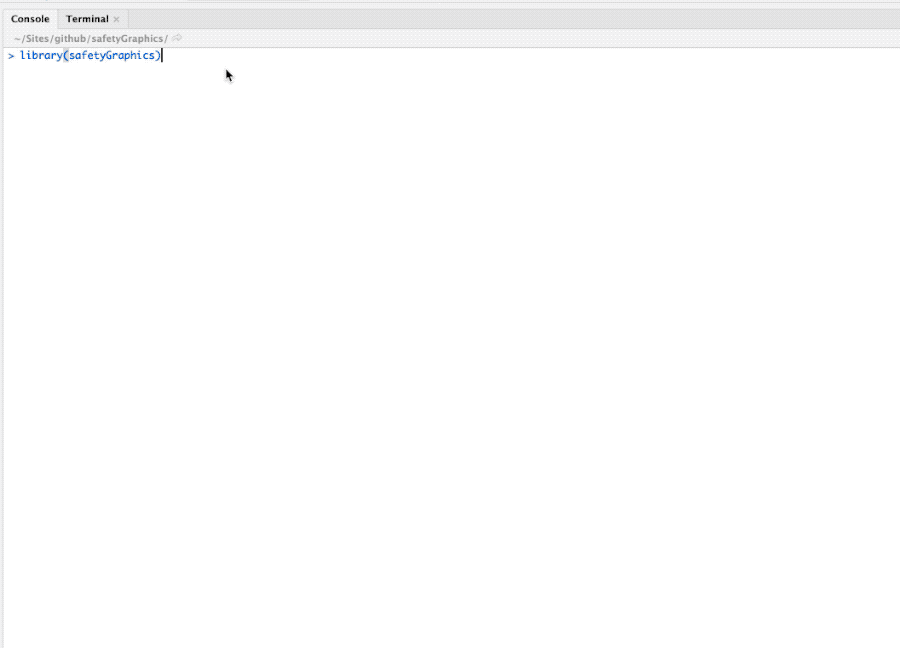 Console Terminal ×
~/Sites/github/safetyGraphics/
> library(safetyGraphics)